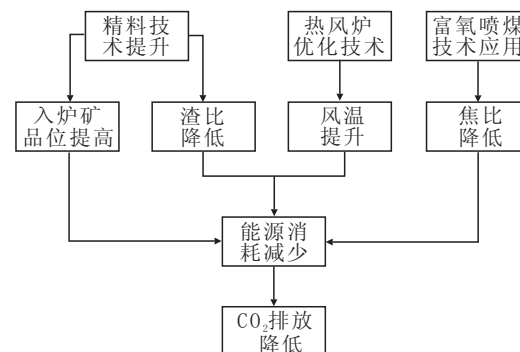 精料技
术提升
热风炉
优化技术
富氧喷煤
技术应用
入炉矿
品位提高
渣比
降低
风温
提升
焦比
降低
能源消
耗减少
CO₂排放
降低